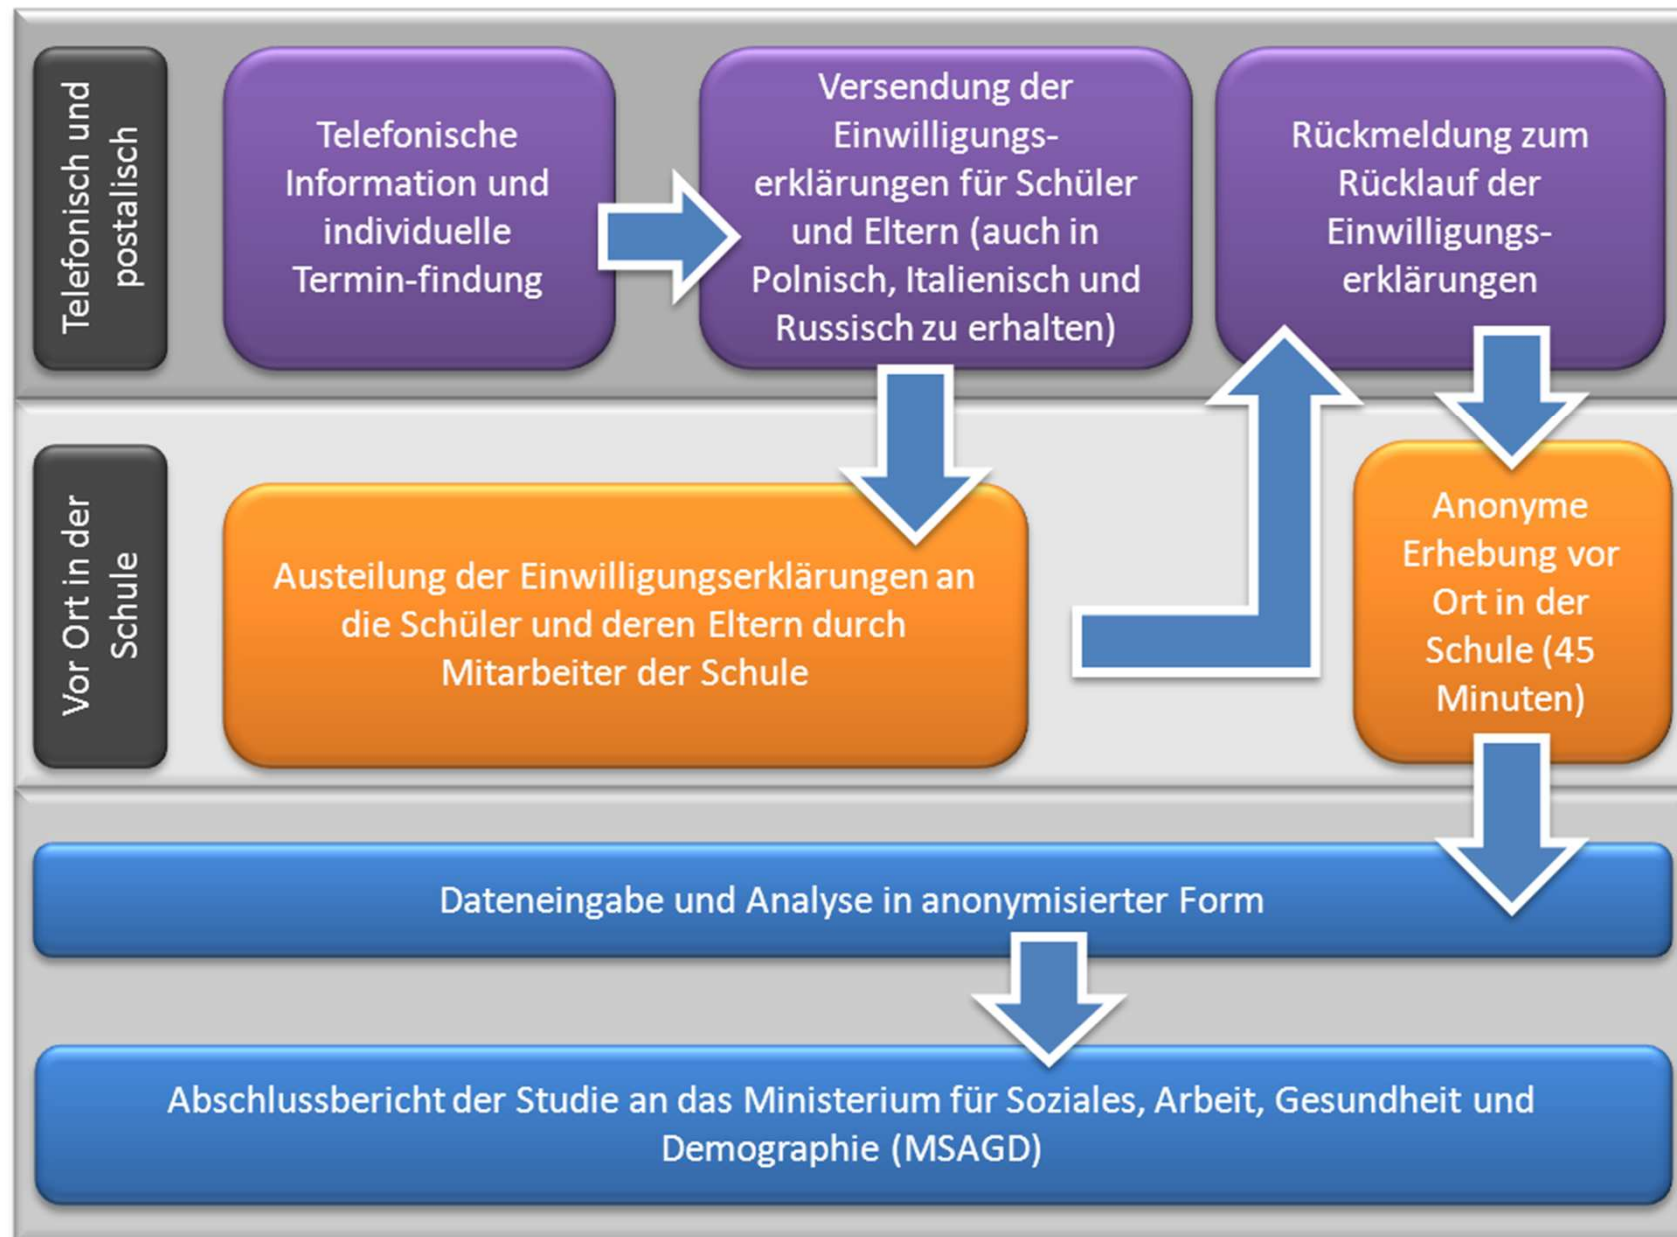 Telefonisch und
postalisch
Telefonische
Information und
individuelle
Termin-findung
Versendung der
Einwilligungs-
erklärungen für Schüler
und Eltern (auch in
Polnisch, Italienisch und
Russisch zu erhalten)
Rückmeldung zum
Rücklauf der
Einwilligungs-
erklärungen
Vor Ort in der
Schule
Austeilung der Einwilligungserklärungen an
die Schüler und deren Eltern durch
Mitarbeiter der Schule
Anonyme
Erhebung vor
Ort in der
Schule (45
Minuten)
Dateneingabe und Analyse in anonymisierter Form
Abschlussbericht der Studie an das Ministerium für Soziales, Arbeit, Gesundheit und
Demographie (MSAGD)